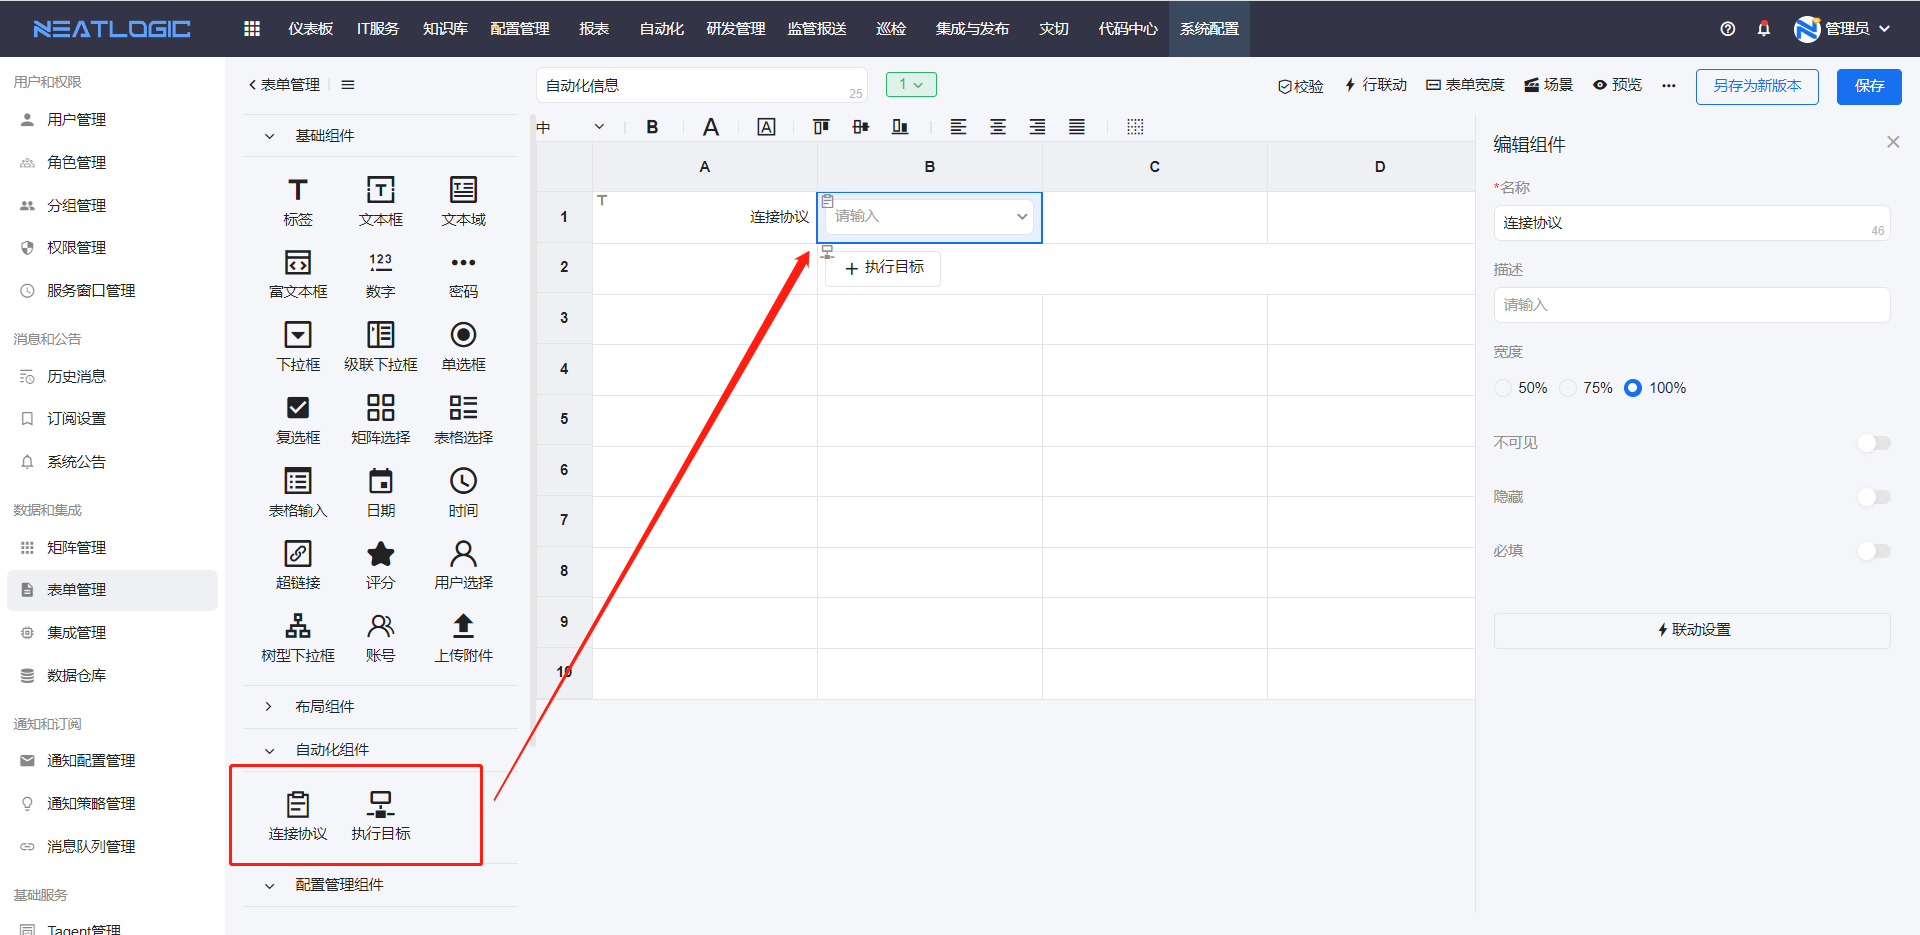 NEATLOGIC 仪表板 IT服务 知识库 配置管理 报表 自动化 研发管理 监管报送 巡检 集成与发布 灾切 代码中心 系统配置 管理员
用户和权限
用户管理
角色管理
分组管理
权限管理
服务窗口管理
消息和公告
历史消息
订阅设置
系统公告
数据和集成
矩阵管理
表单管理
集成管理
数据仓库
通知和订阅
通知配置管理
通知策略管理
消息队列管理
基础服务
Tagent管理
表单管理
基础组件
标签 文本框 文本域
富文本框 数字 密码
下拉框 级联下拉框 单选框
复选框 矩阵选择 表格选择
表格输入 日期 时间
超链接 评分 用户选择
树型下拉框 账号 上传附件
布局组件
自动化组件
连接协议 执行目标
配置管理组件
自动化信息 25 1 校验 行联动 表单宽度 场景 预览 ··· 另存为新版本 保存
中 B A A
A B C D
1 连接协议 请输入
2 执行目标
3
4
5
6
7
8
9
10
编辑组件
*名称
连接协议 46
描述
请输入
宽度
50% 75% 100%
不可见
隐藏
必填
联动设置